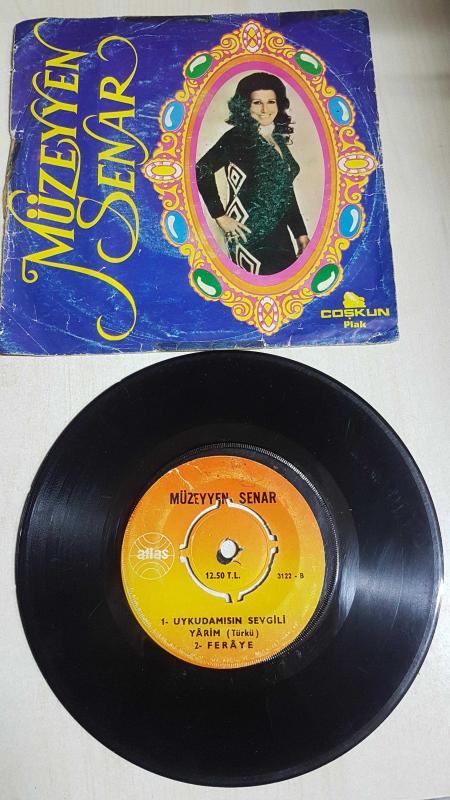 MÜZEYYEN
SENAR
COŞKUN
Plak
MÜZEYYEN SENAR
atlas
12.50 T.L.
3122 - B
1- UYKUDAMISIN SEVGİLİ
YÂRİM (Türkü)
2- FERÂYE